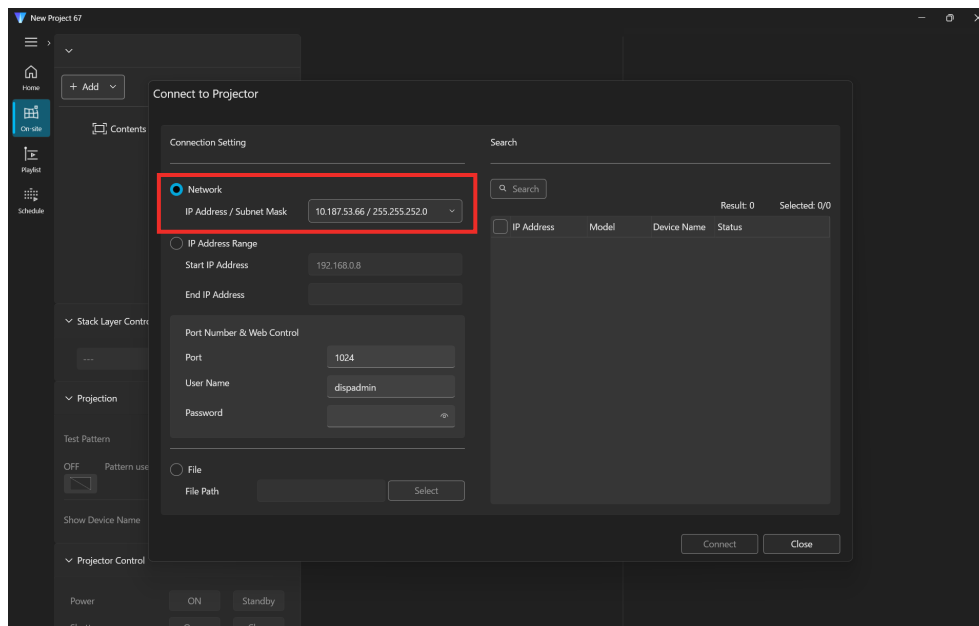 New Project 67
Home
On-site
Playlist
Schedule
+ Add
Contents
Stack Layer Contro
---
Projection
Test Pattern
OFF Pattern use
Show Device Name
Projector Control
Power ON Standby
Connect to Projector
Connection Setting
Network
IP Address / Subnet Mask 10.187.53.66 / 255.255.252.0
IP Address Range
Start IP Address 192.168.0.8
End IP Address
Port Number & Web Control
Port 1024
User Name dispadmin
Password
File
File Path Select
Search
Search
Result: 0 Selected: 0/0
IP Address Model Device Name Status
Connect Close